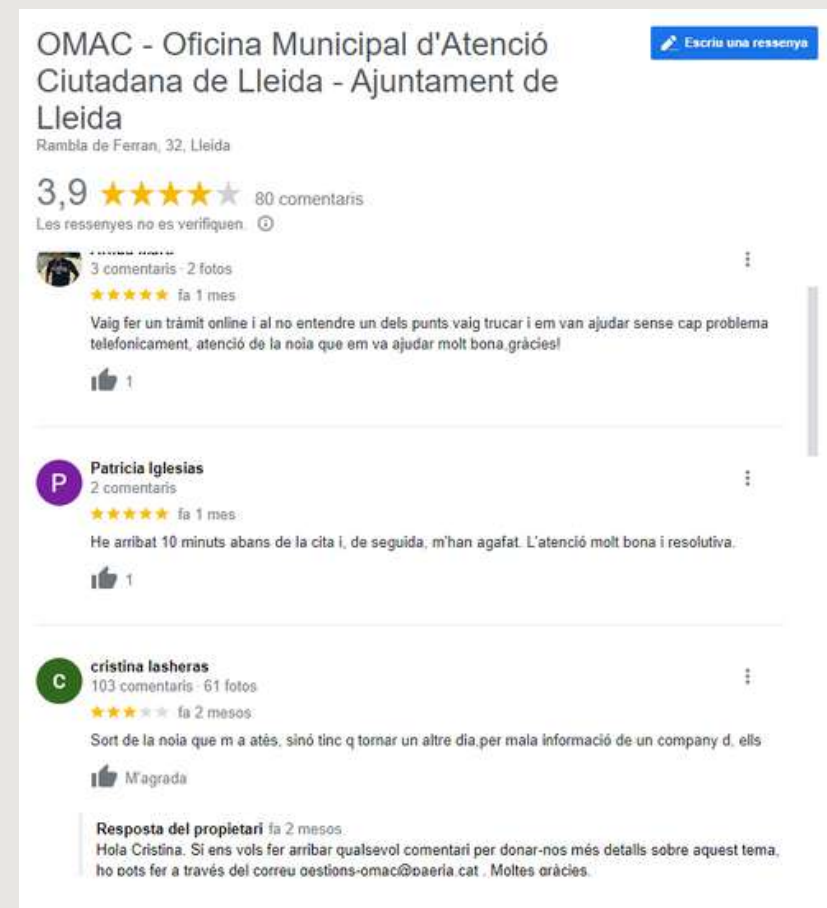 OMAC - Oficina Municipal d'Atenció
Ciutadana de Lleida - Ajuntament de
Lleida
Escriu una ressenya
Rambla de Ferran, 32, Lleida
3,9
80 comentaris
Les ressenyes no es verifiquen
3 comentaris · 2 fotos
fa 1 mes
Vaig fer un tràmit online i al no entendre un dels punts vaig trucar i em van ajudar sense cap problema
telefonicament, atenció de la noia que em va ajudar molt bona,gràcies!
1
P
Patricia Iglesias
2 comentaris
fa 1 mes
He arribat 10 minuts abans de la cita i, de seguida, m'han agafat. L'atenció molt bona i resolutiva.
1
C
cristina lasheras
103 comentaris · 61 fotos
fa 2 mesos
Sort de la noia que m a atès, sinó tinc q tornar un altre dia,per mala informació de un company d, ells
M'agrada
Resposta del propietari fa 2 mesos
Hola Cristina. Si ens vols fer arribar qualsevol comentari per donar-nos més detalls sobre aquest tema,
ho pots fer a través del correu gestions-omac@paeria.cat . Moltes gràcies.